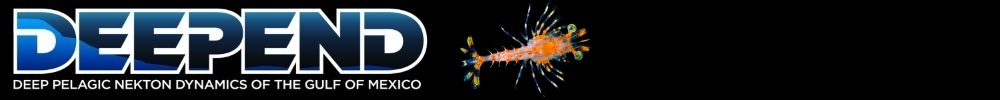 DEEPEND
DEEP PELAGIC NEKTON DYNAMICS OF THE GULF OF MEXICO